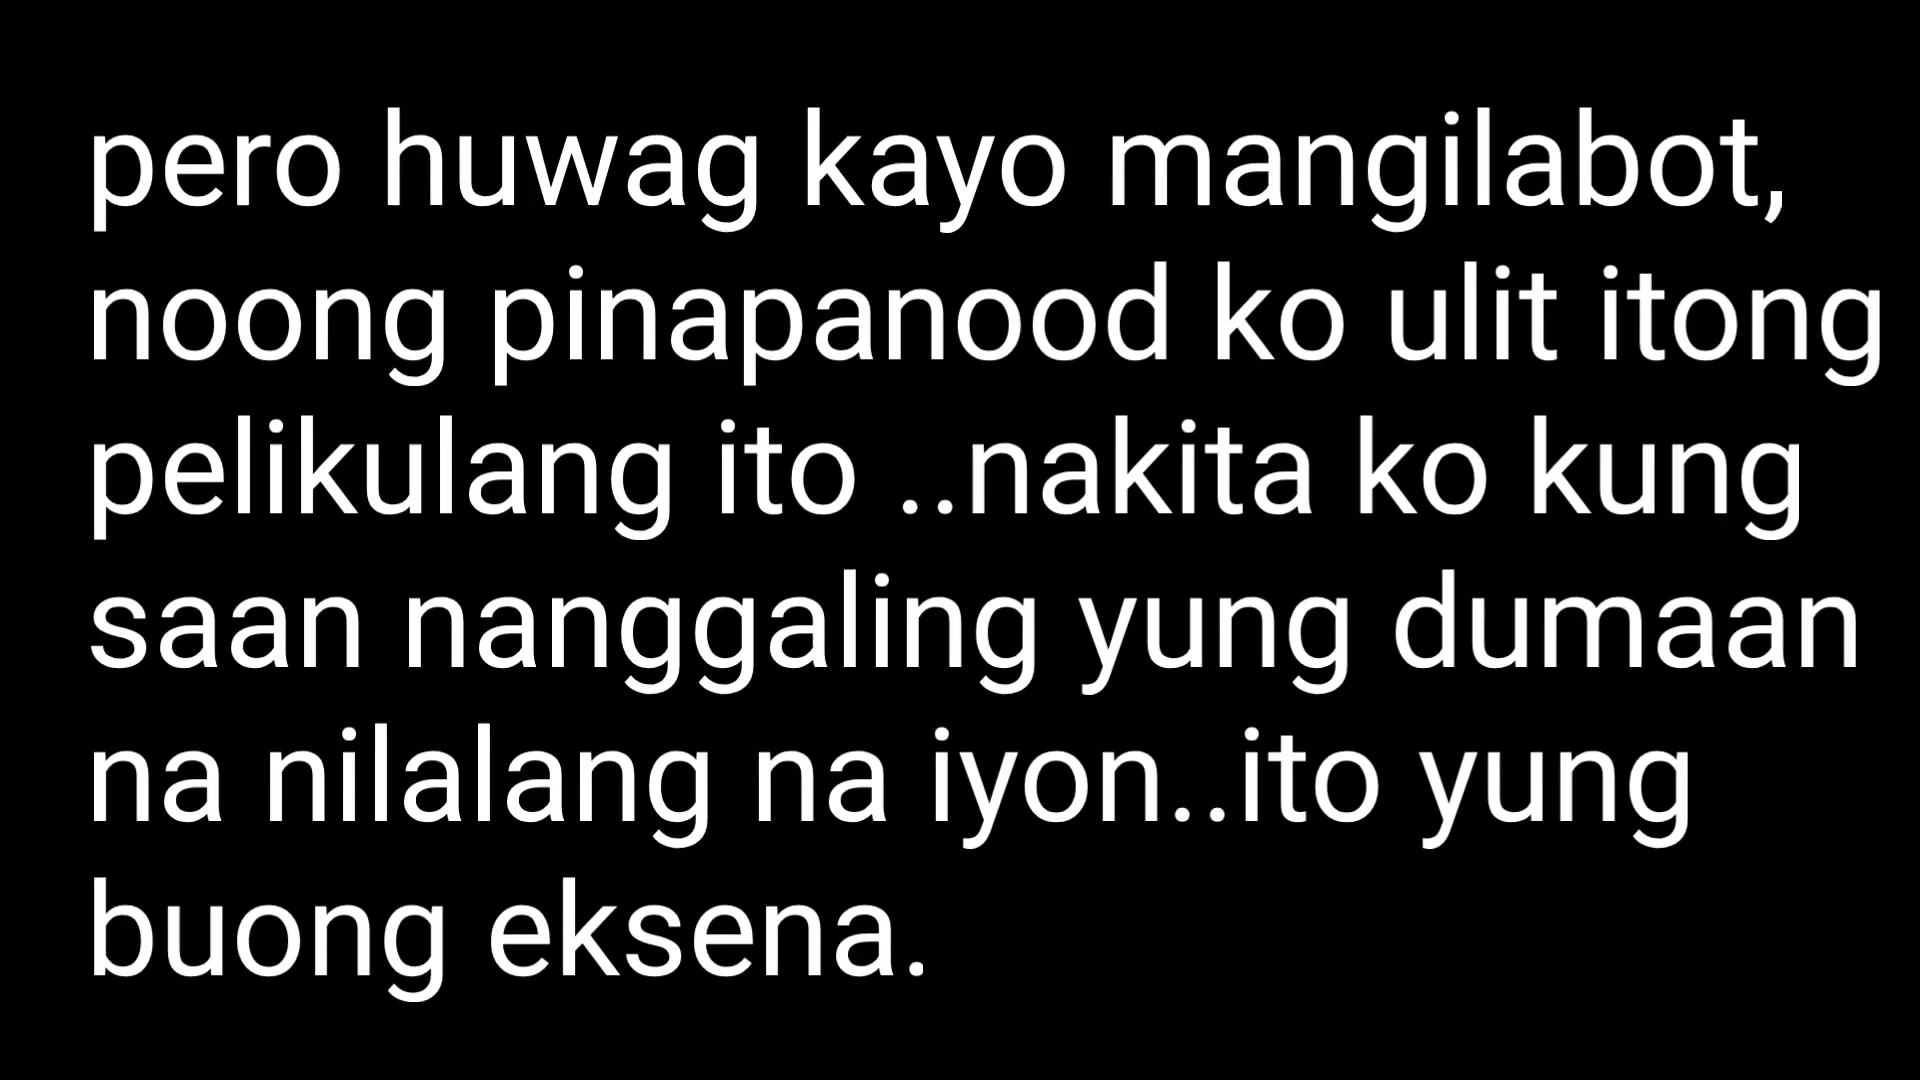 pero huwag kayo mangilabot,
noong pinapanood ko ulit itong
pelikulang ito ..nakita ko kung
saan nanggaling yung dumaan
na nilalang na iyon..ito yung
buong eksena.